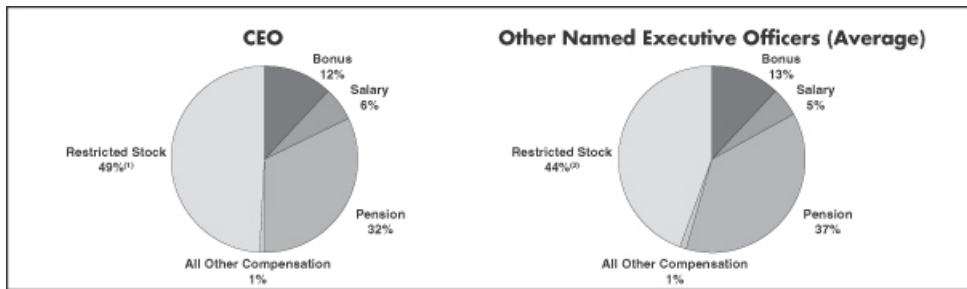 CEO
Bonus
12%
Salary
6%
Restricted Stock
49%(1)
Pension
32%
All Other Compensation
1%
Other Named Executive Officers (Average)
Bonus
13%
Salary
5%
Restricted Stock
44%(2)
Pension
37%
All Other Compensation
1%